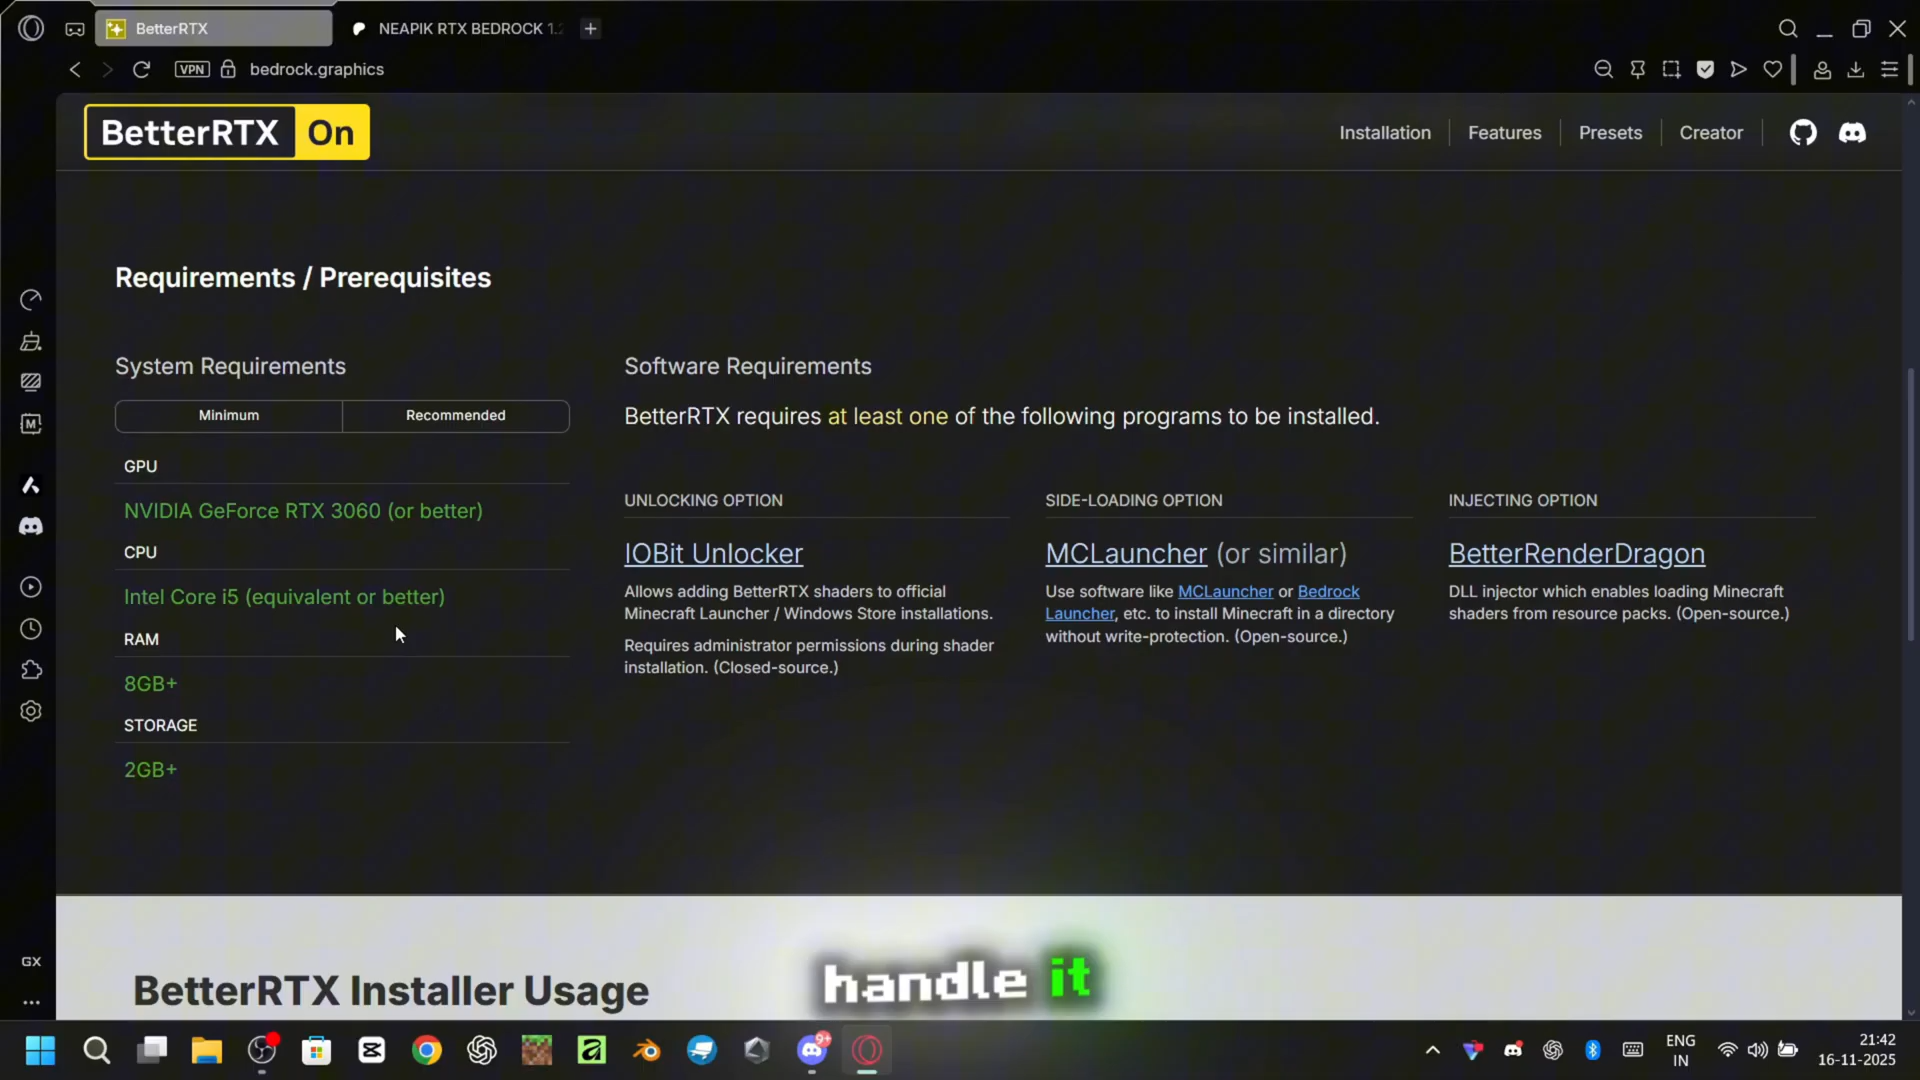 BetterRTX
NEAPIK RTX BEDROCK 1.2
VPN
bedrock.graphics
BetterRTX On
Installation
Features
Presets
Creator
Requirements / Prerequisites
System Requirements
Minimum
Recommended
GPU
NVIDIA GeForce RTX 3060 (or better)
CPU
Intel Core i5 (equivalent or better)
RAM
8GB+
STORAGE
2GB+
Software Requirements
BetterRTX requires at least one of the following programs to be installed.
UNLOCKING OPTION
IOBit Unlocker
Allows adding BetterRTX shaders to official
Minecraft Launcher / Windows Store installations.
Requires administrator permissions during shader
installation. (Closed-source.)
SIDE-LOADING OPTION
MCLauncher (or similar)
Use software like MCLauncher or Bedrock
Launcher, etc. to install Minecraft in a directory
without write-protection. (Open-source.)
INJECTING OPTION
BetterRenderDragon
DLL injector which enables loading Minecraft
shaders from resource packs. (Open-source.)
BetterRTX Installer Usage
handle it
GX
9+
ENG
IN
21:42
16-11-2025